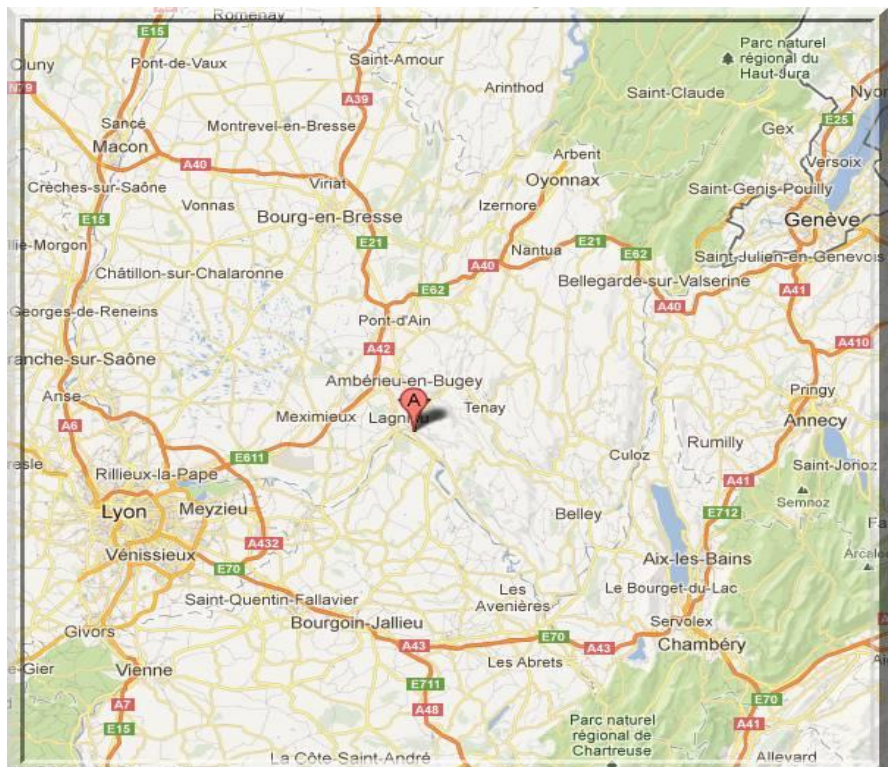 Romenay
E15
Cluny
Pont-de-Vaux
Saint-Amour
Parc naturel
régional du
Haut-Jura
N79
A39
Arinthod
Saint-Claude
Nyon
Sancé
Montrevel-en-Bresse
E25
Gex
Macon
A40
Arbent
Versoix
Viriat
Oyonnax
Crèches-sur-Saône
Saint-Genis-Pouilly
Vonnas
Izernore
E15
Bourg-en-Bresse
Genève
llie-Morgon
E21
Nantua
E21
E62
Saint-Julien-en-Genevois
A40
Châtillon-sur-Chalaronne
Bellegarde-sur-Valserine
E62
A41
-Georges-de-Reneins
A40
Pont-d'Ain
A42
A410
ranche-sur-Saône
Ambérieu-en-Bugey
Pringy
Anse
A
Meximieux
Tenay
A6
Annecy
Rumilly
E611
Culoz
resle
Rillieux-la-Pape
Saint-Jorioz
A41
Lyon
Meyzieu
Semnoz
Belley
E712
A432
Vénissieux
Aix-les-Bains
E70
Les
Avenières
Le Bourget-du-Lac
Saint-Quentin-Fallavier
Bourgoin-Jallieu
Servolex
Givors
A43
E70
A43
Chambéry
e-Gier
Vienne
Les Abrets
E711
E70
A7
A48
Parc naturel
régional de
Chartreuse
A41
E15
La Côte-Saint-André
Allevard